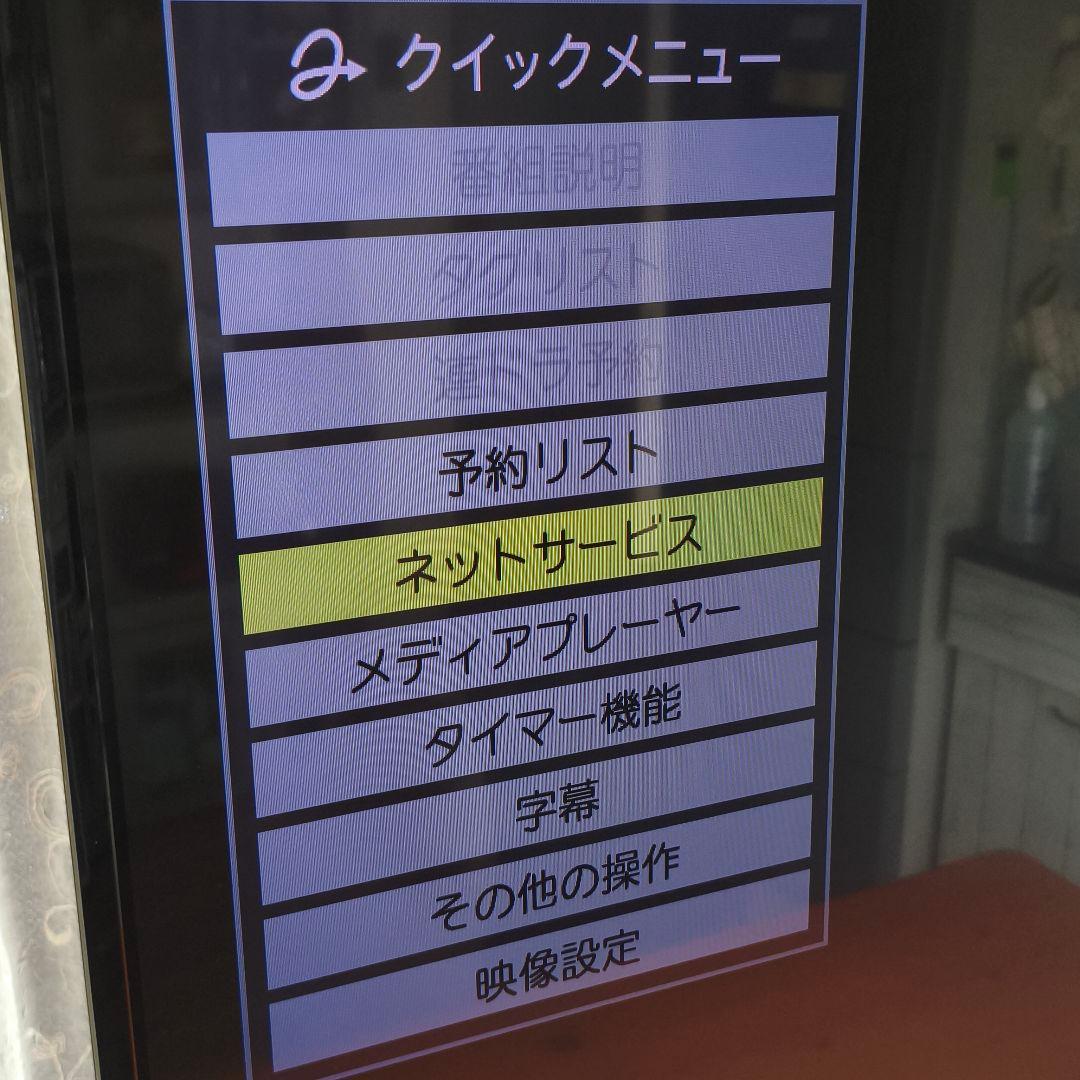 クイックメニュー
番組説明
タグリスト
連ドラ予約
予約リスト
ネットサービス
メディアプレーヤー
タイマー機能
字幕
その他の操作
映像設定